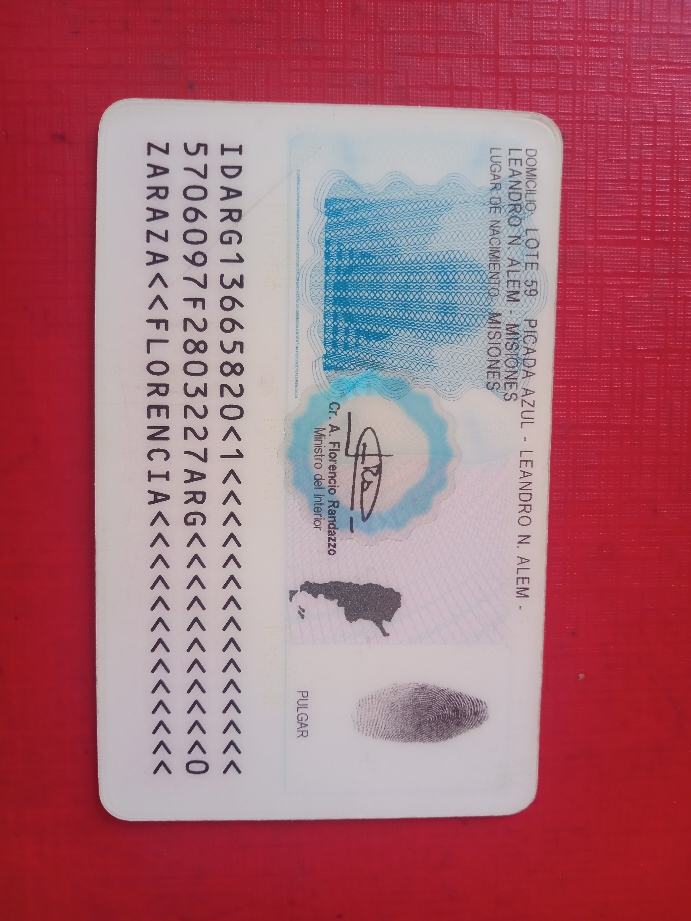 DOMICILIO: LOTE 59 PICADA AZUL - LEANDRO N. ALEM -
LEANDRO N. ALEM - MISIONES
LUGAR DE NACIMIENTO: MISIONES
Cr. A. Florencio Randazzo
Ministro del Interior
PULGAR
IDARG13665820<1<<<<<<<<<<<<<<<
5706097F2803227ARG<<<<<<<<<<<0
ZARAZA<<FLORENCIA<<<<<<<<<<<<<